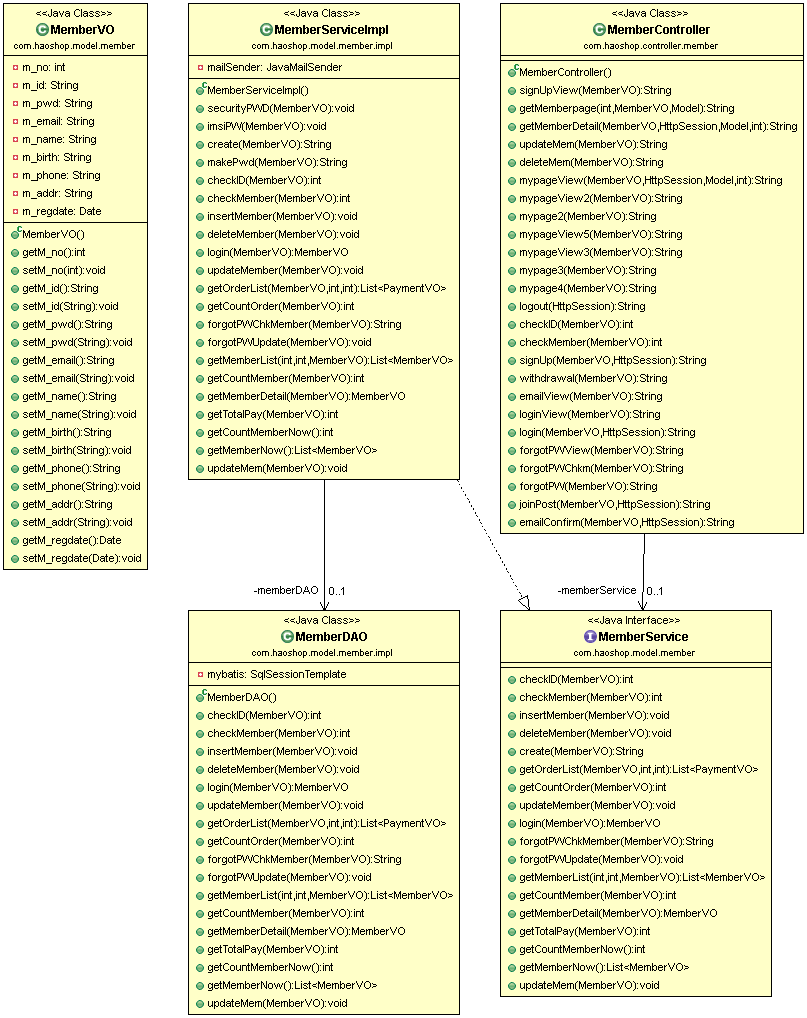 <<Java Class>>
MemberVO
com.haoshop.model.member
m_no: int
m_id: String
m_pwd: String
m_email: String
m_name: String
m_birth: String
m_phone: String
m_addr: String
m_regdate: Date
MemberVO()
getM_no():int
setM_no(int):void
getM_id():String
setM_id(String):void
getM_pwd():String
setM_pwd(String):void
getM_email():String
setM_email(String):void
getM_name():String
setM_name(String):void
getM_birth():String
setM_birth(String):void
getM_phone():String
setM_phone(String):void
getM_addr():String
setM_addr(String):void
getM_regdate():Date
setM_regdate(Date):void
<<Java Class>>
MemberServiceImpl
com.haoshop.model.member.impl
mailSender: JavaMailSender
MemberServiceImpl()
securityPWD(MemberVO):void
imsiPW(MemberVO):void
create(MemberVO):String
makePwd(MemberVO):String
checkID(MemberVO):int
checkMember(MemberVO):int
insertMember(MemberVO):void
deleteMember(MemberVO):void
login(MemberVO):MemberVO
updateMember(MemberVO):void
getOrderList(MemberVO,int,int):List<PaymentVO>
getCountOrder(MemberVO):int
forgotPWChkMember(MemberVO):String
forgotPWUpdate(MemberVO):void
getMemberList(int,int,MemberVO):List<MemberVO>
getCountMember(MemberVO):int
getMemberDetail(MemberVO):MemberVO
getTotalPay(MemberVO):int
getCountMemberNow():int
getMemberNow():List<MemberVO>
updateMem(MemberVO):void
<<Java Class>>
MemberController
com.haoshop.controller.member
MemberController()
signUpView(MemberVO):String
getMemberpage(int,MemberVO,Model):String
getMemberDetail(MemberVO,HttpSession,Model,int):String
updateMem(MemberVO):String
deleteMem(MemberVO):String
mypageView(MemberVO,HttpSession,Model,int):String
mypageView2(MemberVO):String
mypage2(MemberVO):String
mypageView5(MemberVO):String
mypageView3(MemberVO):String
mypage3(MemberVO):String
mypage4(MemberVO):String
logout(HttpSession):String
checkID(MemberVO):int
checkMember(MemberVO):int
signUp(MemberVO,HttpSession):String
withdrawal(MemberVO):String
emailView(MemberVO):String
loginView(MemberVO):String
login(MemberVO,HttpSession):String
forgotPWView(MemberVO):String
forgotPWChkm(MemberVO):String
forgotPW(MemberVO):String
joinPost(MemberVO,HttpSession):String
emailConfirm(MemberVO,HttpSession):String
-memberDAO 0..1
-memberService 0..1
<<Java Class>>
MemberDAO
com.haoshop.model.member.impl
mybatis: SqlSessionTemplate
MemberDAO()
checkID(MemberVO):int
checkMember(MemberVO):int
insertMember(MemberVO):void
deleteMember(MemberVO):void
login(MemberVO):MemberVO
updateMember(MemberVO):void
getOrderList(MemberVO,int,int):List<PaymentVO>
getCountOrder(MemberVO):int
forgotPWChkMember(MemberVO):String
forgotPWUpdate(MemberVO):void
getMemberList(int,int,MemberVO):List<MemberVO>
getCountMember(MemberVO):int
getMemberDetail(MemberVO):MemberVO
getTotalPay(MemberVO):int
getCountMemberNow():int
getMemberNow():List<MemberVO>
updateMem(MemberVO):void
<<Java Interface>>
MemberService
com.haoshop.model.member
checkID(MemberVO):int
checkMember(MemberVO):int
insertMember(MemberVO):void
deleteMember(MemberVO):void
create(MemberVO):String
getOrderList(MemberVO,int,int):List<PaymentVO>
getCountOrder(MemberVO):int
updateMember(MemberVO):void
login(MemberVO):MemberVO
forgotPWChkMember(MemberVO):String
forgotPWUpdate(MemberVO):void
getMemberList(int,int,MemberVO):List<MemberVO>
getCountMember(MemberVO):int
getMemberDetail(MemberVO):MemberVO
getTotalPay(MemberVO):int
getCountMemberNow():int
getMemberNow():List<MemberVO>
updateMem(MemberVO):void